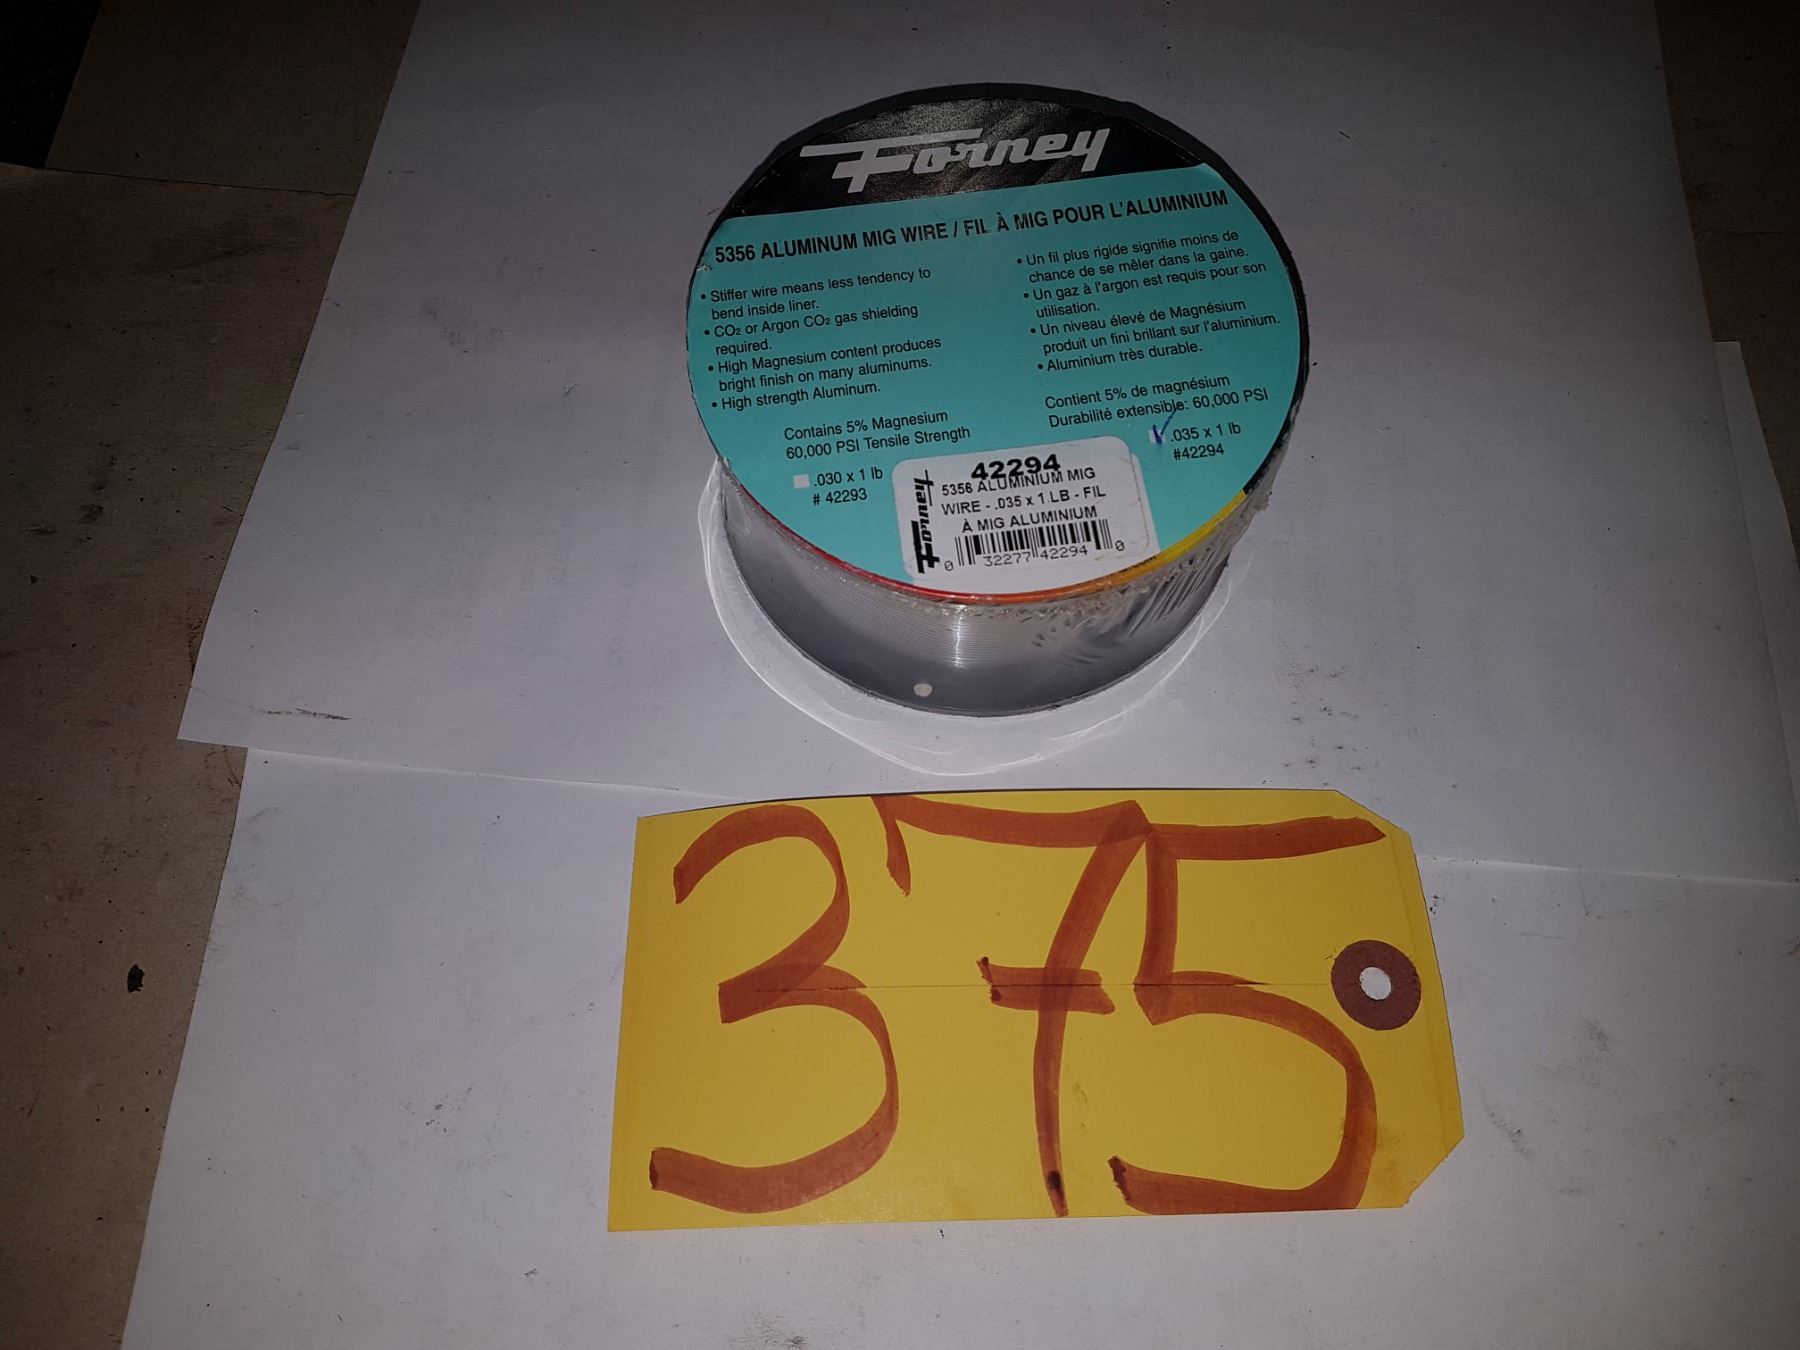 Forney
5356 ALUMINUM MIG WIRE / FIL À MIG POUR L'ALUMINIUM
• Stiffer wire means less tendency to
bend inside liner.
• CO2 or Argon CO2 gas shielding
required.
• High Magnesium content produces
bright finish on many aluminums.
• High strength Aluminum.
Contains 5% Magnesium
60,000 PSI Tensile Strength
.030 x 1 lb
# 42293
• Un fil plus rigide signifie moins de
chance de se mêler dans la gaine.
• Un gaz à l'argon est requis pour son
utilisation.
• Un niveau élevé de Magnésium
produit un fini brillant sur l'aluminium.
• Aluminium très durable.
Contient 5% de magnésium
Durabilité extensible: 60,000 PSI
.035 x 1 lb
#42294
Forney
42294
5356 ALUMINIUM MIG
WIRE - .035 x 1 LB - FIL
À MIG ALUMINIUM
0 32277 42294 0
375